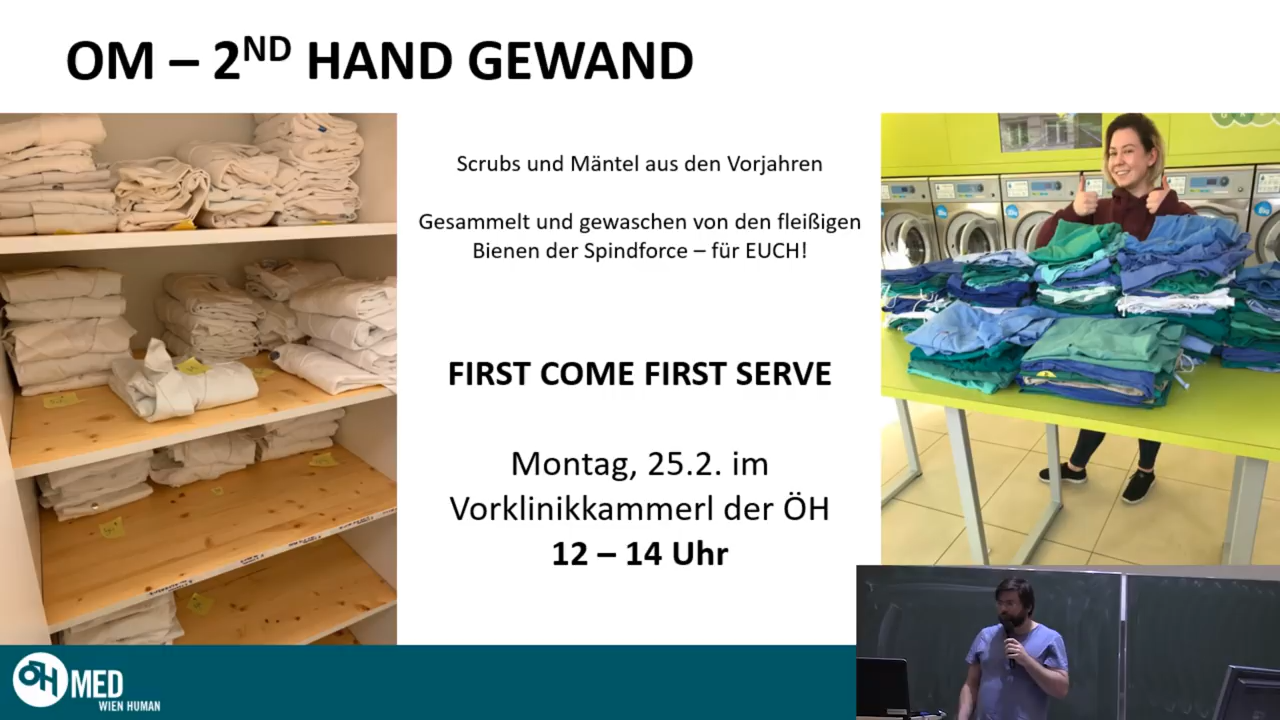 OM – 2ND HAND GEWAND
Scrubs und Mäntel aus den Vorjahren
Gesammelt und gewaschen von den fleißigen
Bienen der Spindforce – für EUCH!
FIRST COME FIRST SERVE
Montag, 25.2. im
Vorklinikkammerl der ÖH
12 – 14 Uhr
ÖH MED
WIEN HUMAN